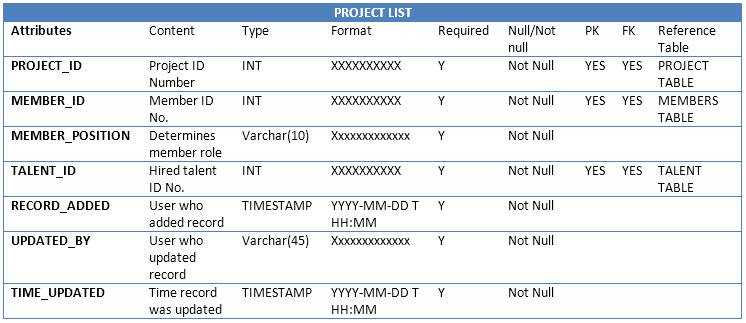 PROJECT LIST
Attributes Content Type Format Required Null/Not null PK FK Reference Table
PROJECT_ID Project ID Number INT XXXXXXXXXX Y Not Null YES YES PROJECT TABLE
MEMBER_ID Member ID No. INT XXXXXXXXXX Y Not Null YES YES MEMBERS TABLE
MEMBER_POSITION Determines member role Varchar(10) Xxxxxxxxxxxxx Y Not Null
TALENT_ID Hired talent ID No. INT XXXXXXXXXX Y Not Null YES YES TALENT TABLE
RECORD_ADDED User who added record TIMESTAMP YYYY-MM-DD T HH:MM Y Not Null
UPDATED_BY User who updated record Varchar(45) Xxxxxxxxxxxxx Y Not Null
TIME_UPDATED Time record was updated TIMESTAMP YYYY-MM-DD T HH:MM Y Not Null